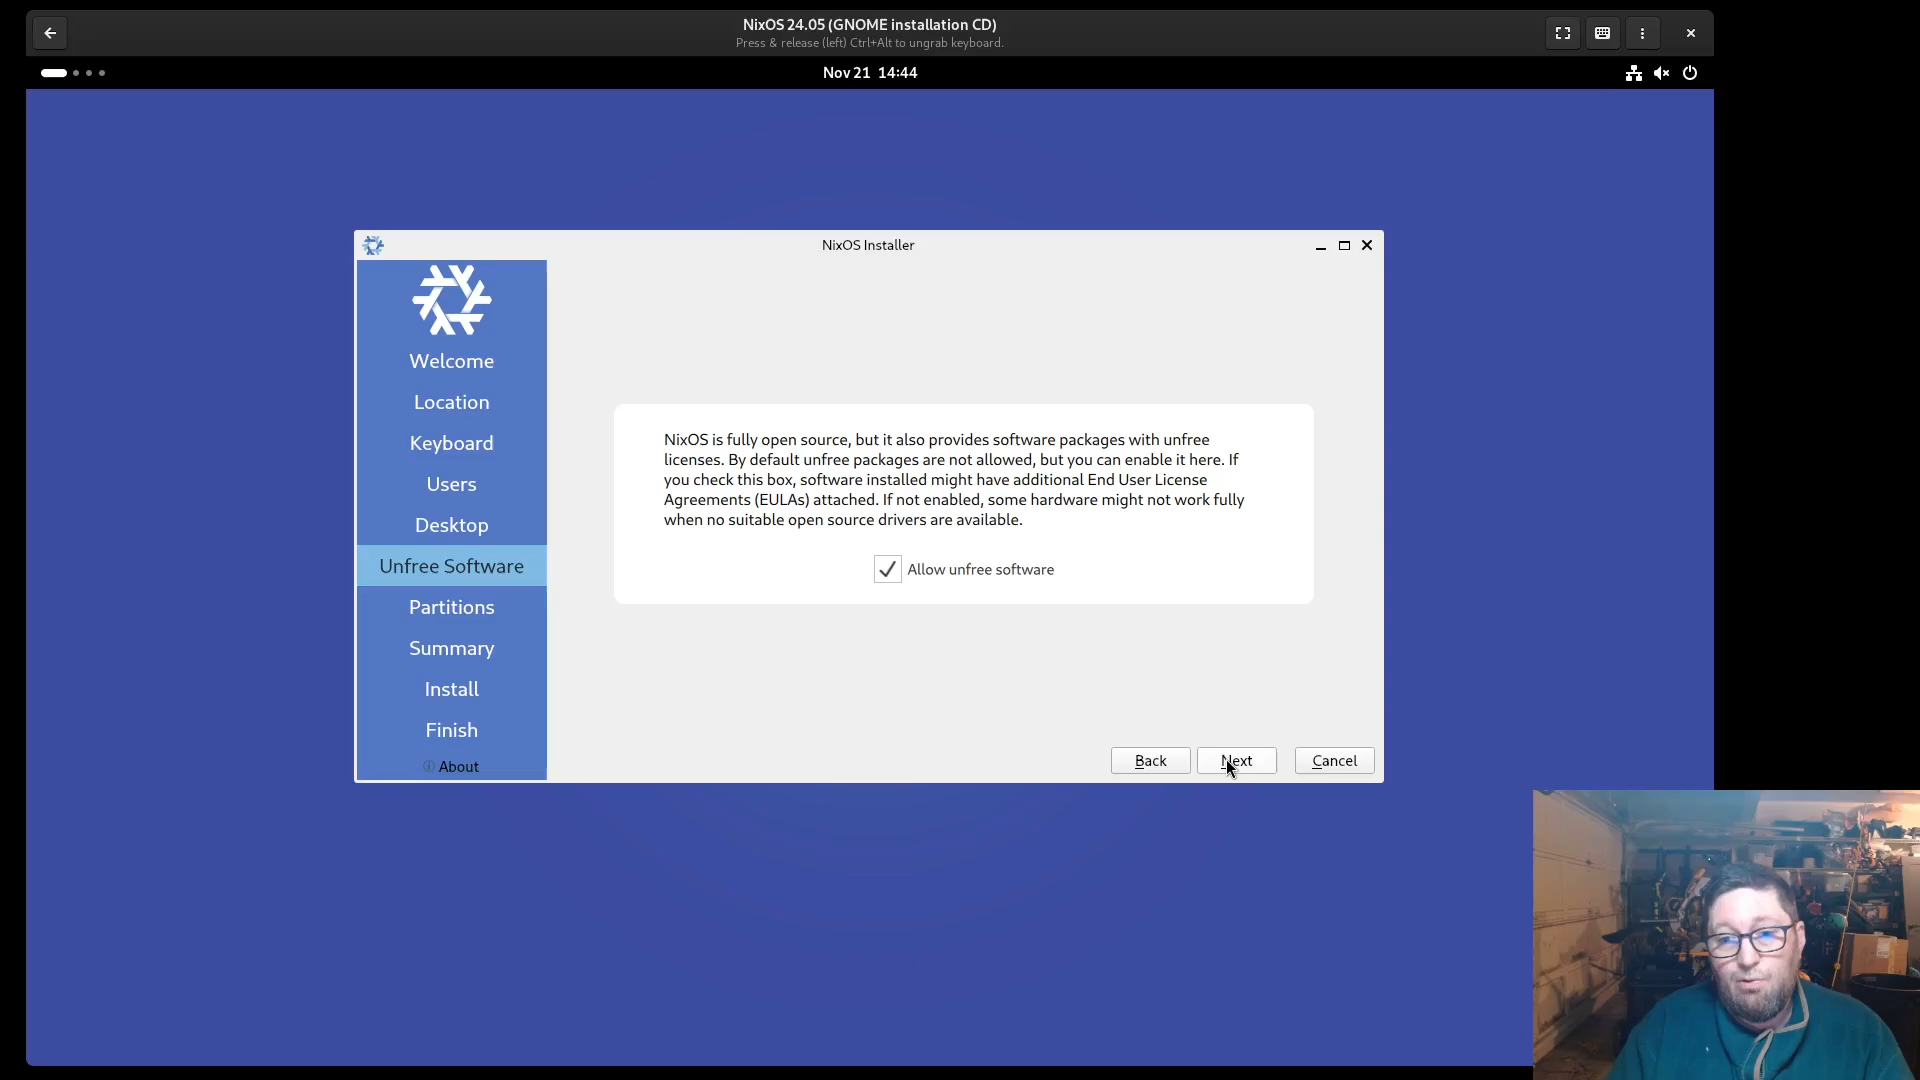 NixOS 24.05 (GNOME installation CD)
Press & release (left) Ctrl+Alt to ungrab keyboard.
Nov 21 14:44
NixOS Installer
Welcome
Location
Keyboard
Users
Desktop
Unfree Software
Partitions
Summary
Install
Finish
About
NixOS is fully open source, but it also provides software packages with unfree
licenses. By default unfree packages are not allowed, but you can enable it here. If
you check this box, software installed might have additional End User License
Agreements (EULAs) attached. If not enabled, some hardware might not work fully
when no suitable open source drivers are available.
Allow unfree software
Back
Next
Cancel